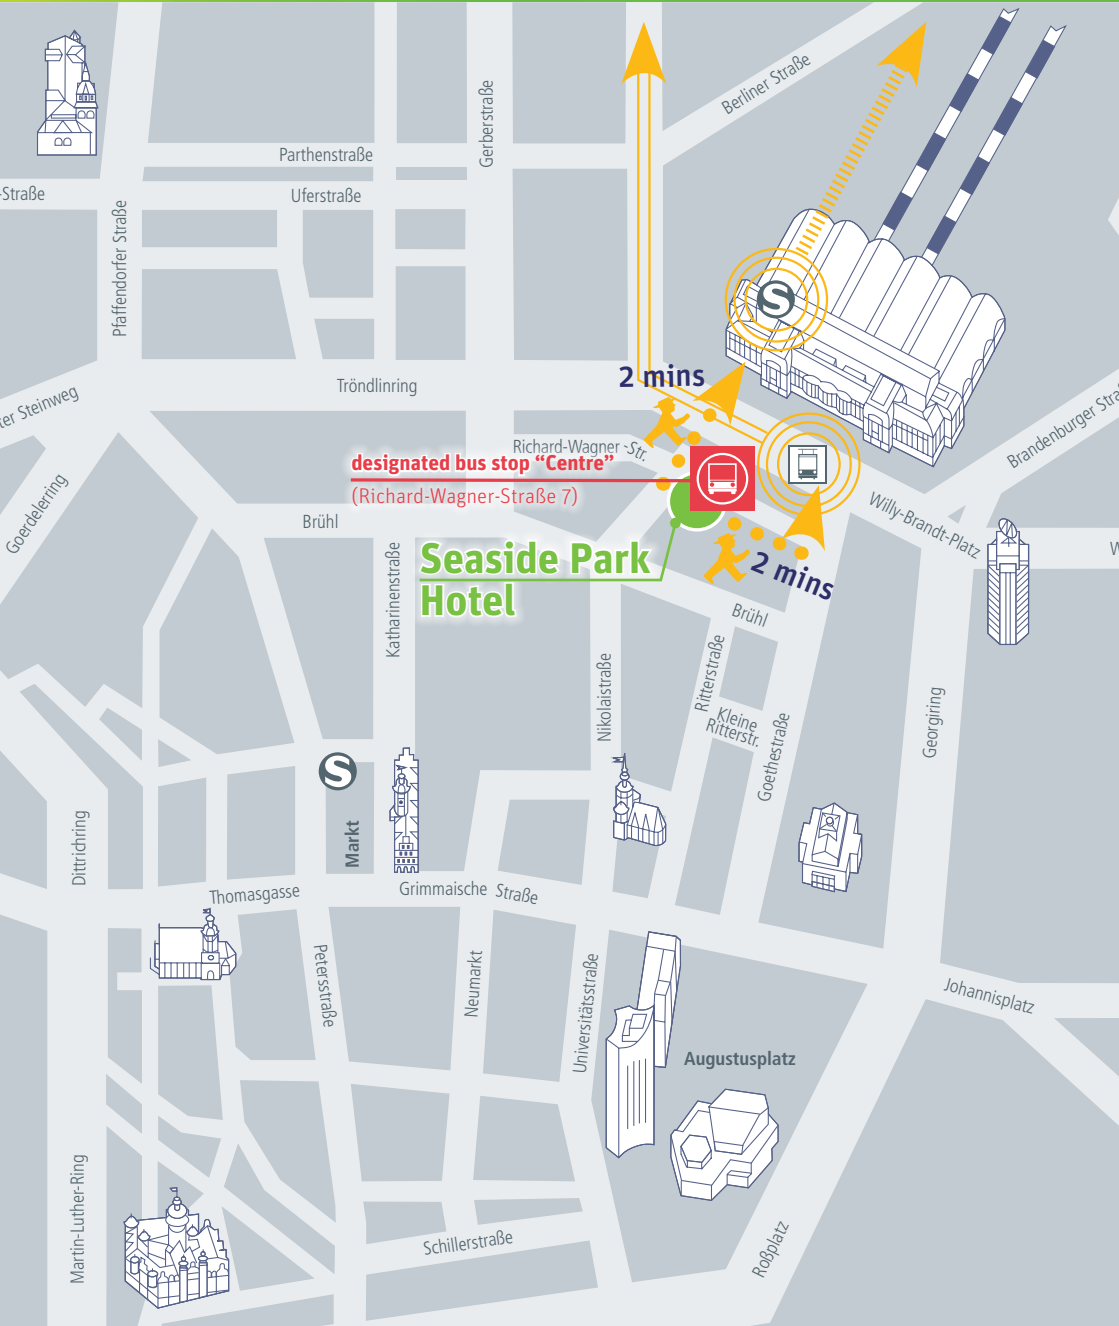 Berliner Straße
Gerberstraße
Parthenstraße
-Straße
Uferstraße
Pfaffendorfer Straße
2 mins
Tröndlinring
ter Steinweg
Brandenburger Stra
Richard-Wagner -Str.
designated bus stop “Centre”
(Richard-Wagner-Straße 7)
Goerdelerring
Brühl
Willy-Brandt-Platz
W
Seaside Park
Hotel
2 mins
Katharinenstraße
Brühl
Nikolaistraße
Ritterstraße
Kleine
Ritterstr.
Goethestraße
Georgiring
S
S
Markt
Dittrichring
Thomasgasse
Grimmaische Straße
Petersstraße
Neumarkt
Universitätsstraße
Johannisplatz
Augustusplatz
Martin-Luther-Ring
Schillerstraße
Roßplatz